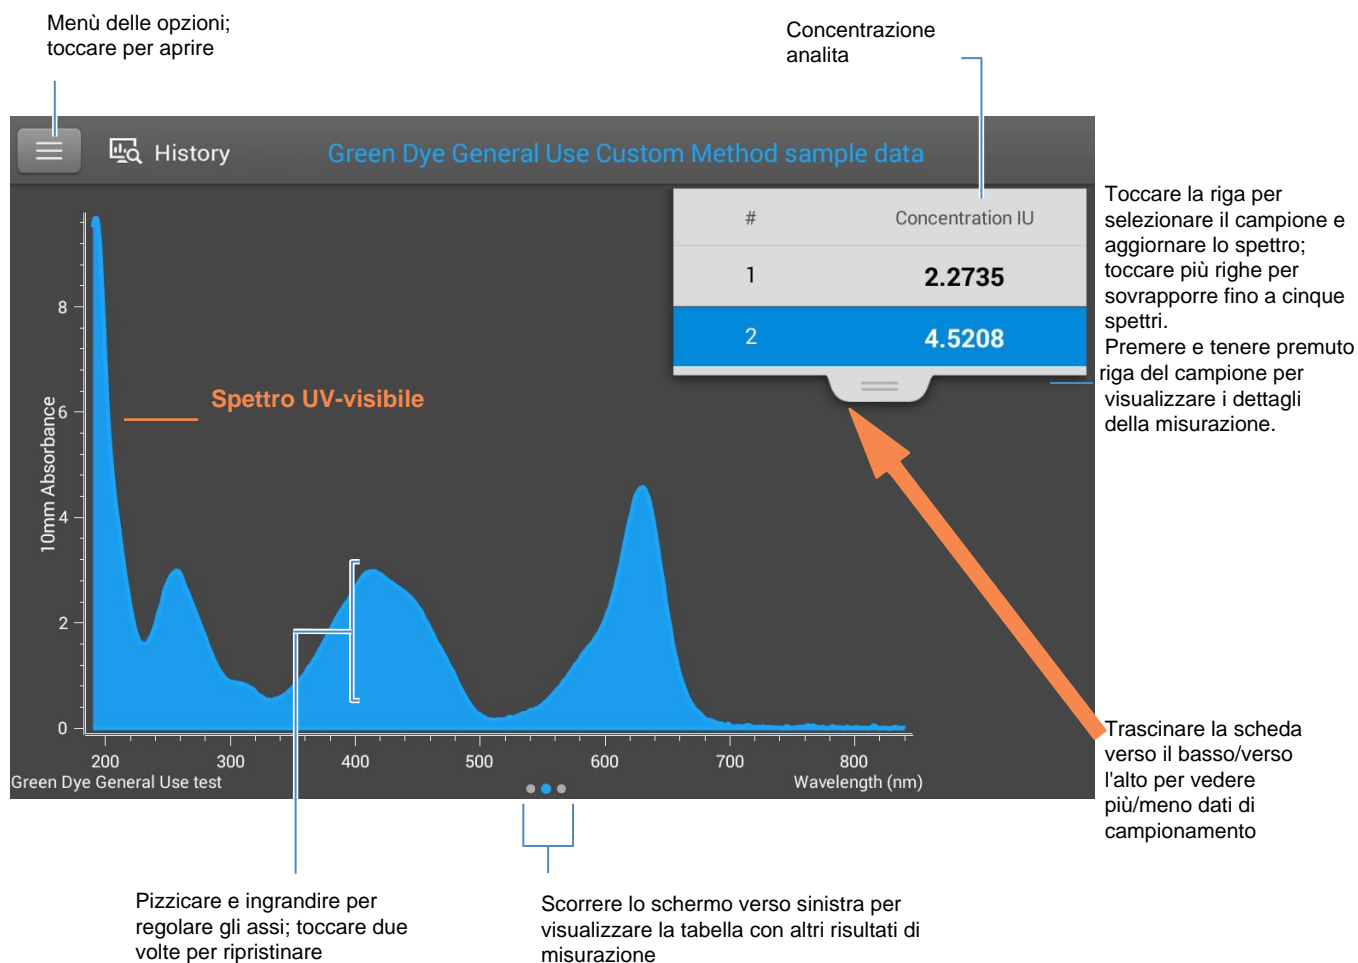 Menù delle opzioni;
toccare per aprire
Concentrazione
analita
History
Green Dye General Use Custom Method sample data
# Concentration IU
1 2.2735
2 4.5208
Toccare la riga per
selezionare il campione e
aggiornare lo spettro;
toccare più righe per
sovrapporre fino a cinque
spettri.
Premere e tenere premuto
riga del campione per
visualizzare i dettagli
della misurazione.
Spettro UV-visibile
10mm Absorbance
8
6
4
2
0
200 300 400 500 600 700 800
Green Dye General Use test
Wavelength (nm)
Trascinare la scheda
verso il basso/verso
l'alto per vedere
più/meno dati di
campionamento
Pizzicare e ingrandire per
regolare gli assi; toccare due
volte per ripristinare
Scorrere lo schermo verso sinistra per
visualizzare la tabella con altri risultati di
misurazione